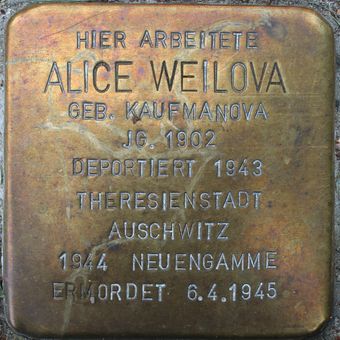 HIER ARBEITETE
ALICE WEILOVA
GEB. KAUFMANOVA
JG. 1902
DEPORTIERT 1943
THERESIENSTADT
AUSCHWITZ
1944 NEUENGAMME
ERMORDET 6.4.1945